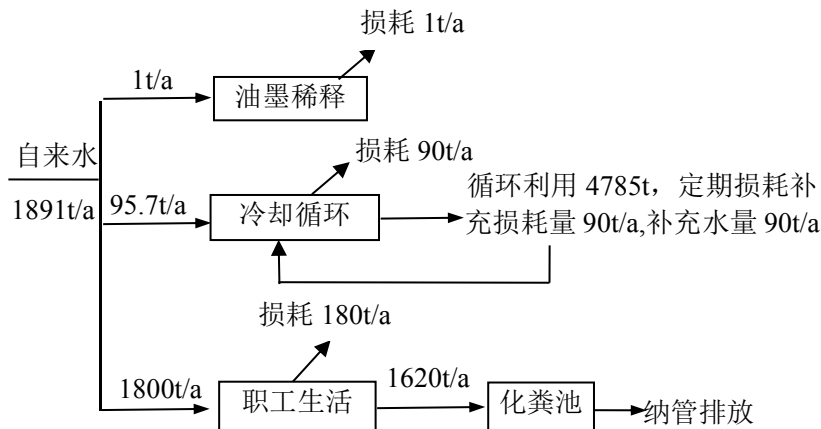 损耗 1t/a
1t/a
油墨稀释
自来水
1891t/a
损耗 90t/a
95.7t/a
冷却循环
循环利用 4785t，定期损耗补
充损耗量 90t/a,补充水量 90t/a
损耗 180t/a
1800t/a
职工生活
1620t/a
化粪池
纳管排放